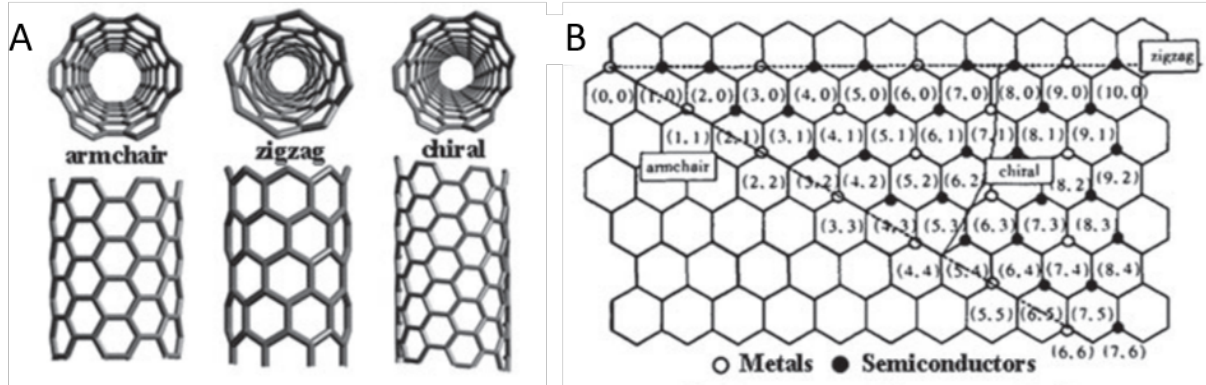 A
armchair
zigzag
chiral
B
zigzag
(0, 0) (1, 0) (2, 0) (3, 0) (4, 0) (5, 0) (6, 0) (7, 0) (8, 0) (9, 0) (10, 0)
(1, 1) (2, 1) (3, 1) (4, 1) (5, 1) (6, 1) (7, 1) (8, 1) (9, 1)
armchair
chiral
(2, 2) (3, 2) (4, 2) (5, 2) (6, 2) (8, 2) (9, 2)
(3, 3) (4, 3) (5, 3) (6, 3) (7, 3) (8, 3)
(4, 4) (5, 4) (6, 4) (7, 4) (8, 4)
(5, 5) (6, 5) (7, 5)
(6, 6) (7, 6)
Metals Semiconductors